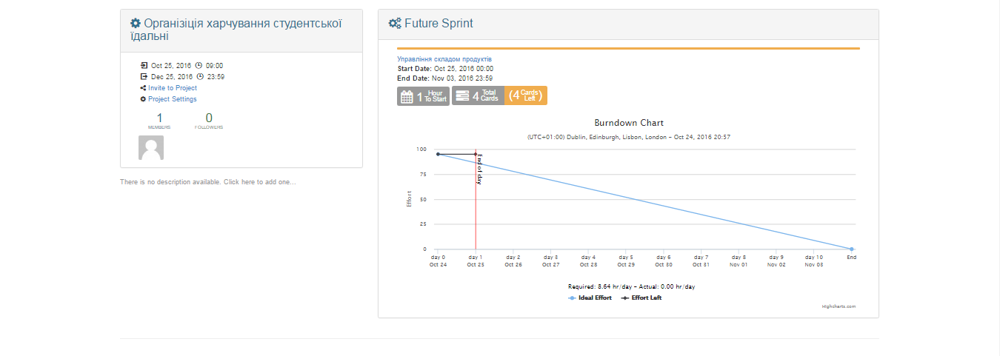 Організіція харчування студентської
їдальні
Oct 25, 2016 09:00
Dec 25, 2016 23:59
Invite to Project
Project Settings
1 0
MEMBERS FOLLOWERS
There is no description available. Click here to add one...
Future Sprint
Управління складом продуктів
Start Date: Oct 25, 2016 00:00
End Date: Nov 03, 2016 23:59
1 Hour To Start 4 Total Cards (4 Cards Left)
Burndown Chart
(UTC+01:00) Dublin, Edinburgh, Lisbon, London - Oct 24, 2016 20:57
100
75
50
25
0
Effort
End of day
day 0 day 1 day 2 day 3 day 4 day 5 day 6 day 7 day 8 day 9 day 10 End
Oct 24 Oct 25 Oct 26 Oct 27 Oct 28 Oct 29 Oct 30 Oct 31 Nov 01 Nov 02 Nov 03
Required: 8.64 hr/day - Actual: 0.00 hr/day
Ideal Effort Effort Left
Highcharts.com